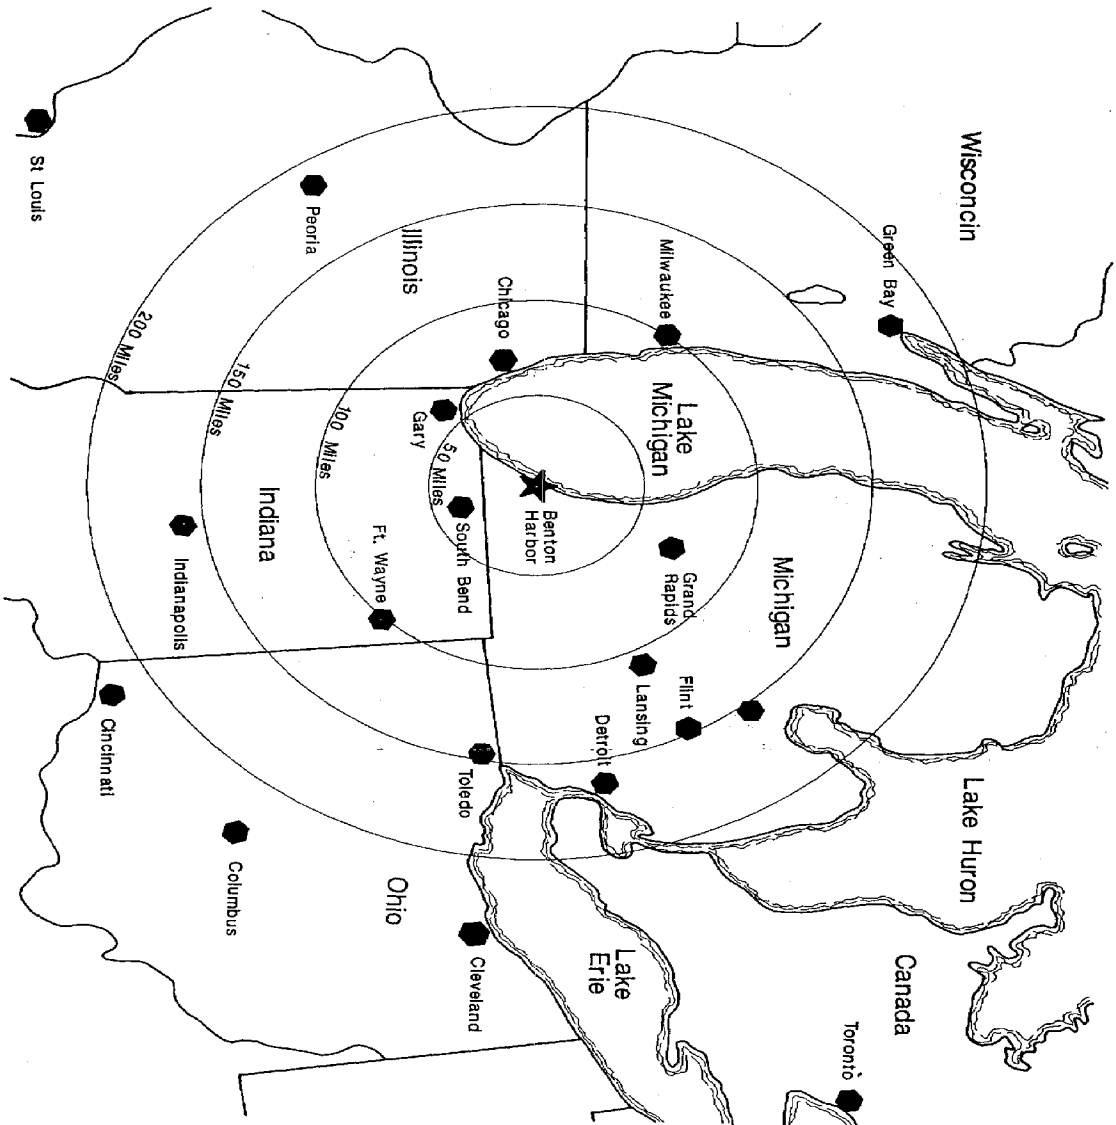 Wisconcin
Green Bay
Milwaukee
Lake
Michigan
Illinois
Chicago
Peoria
St Louis
Gary
200 Miles
150 Miles
100 Miles
50 Miles
Benton
Harbor
South Bend
Ft. Wayne
Indiana
Indianapolis
Michigan
Grand
Rapids
Lansing
Flint
Detroit
Toledo
Cincinnati
Columbus
Ohio
Cleveland
Lake
Erie
Lake Huron
Canada
Toronto